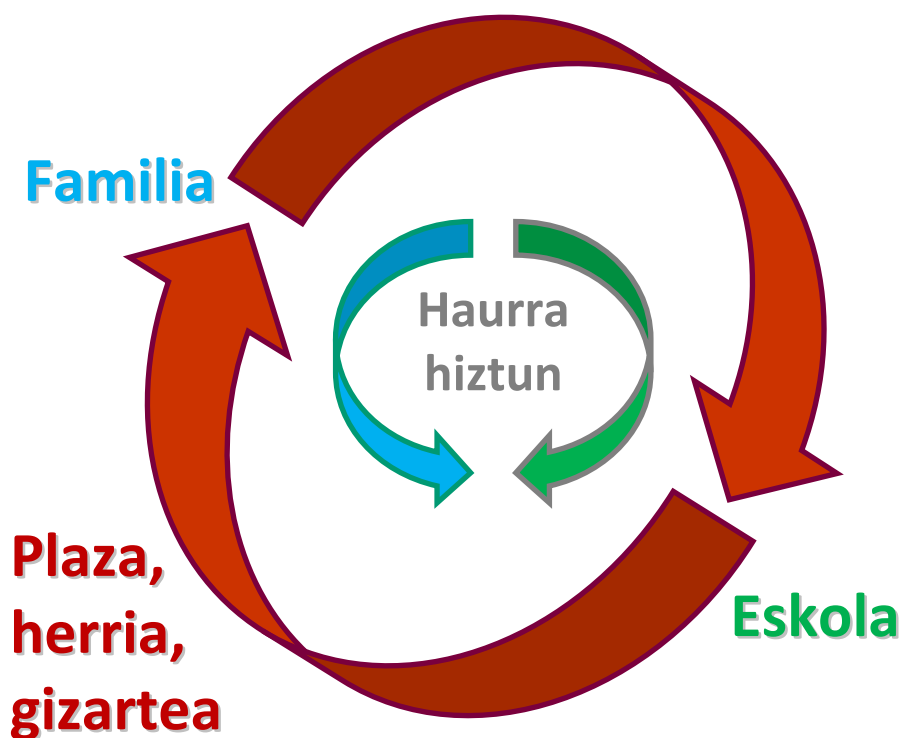 Familia
Haurra
hiztun
Plaza,
herria,
gizartea
Eskola